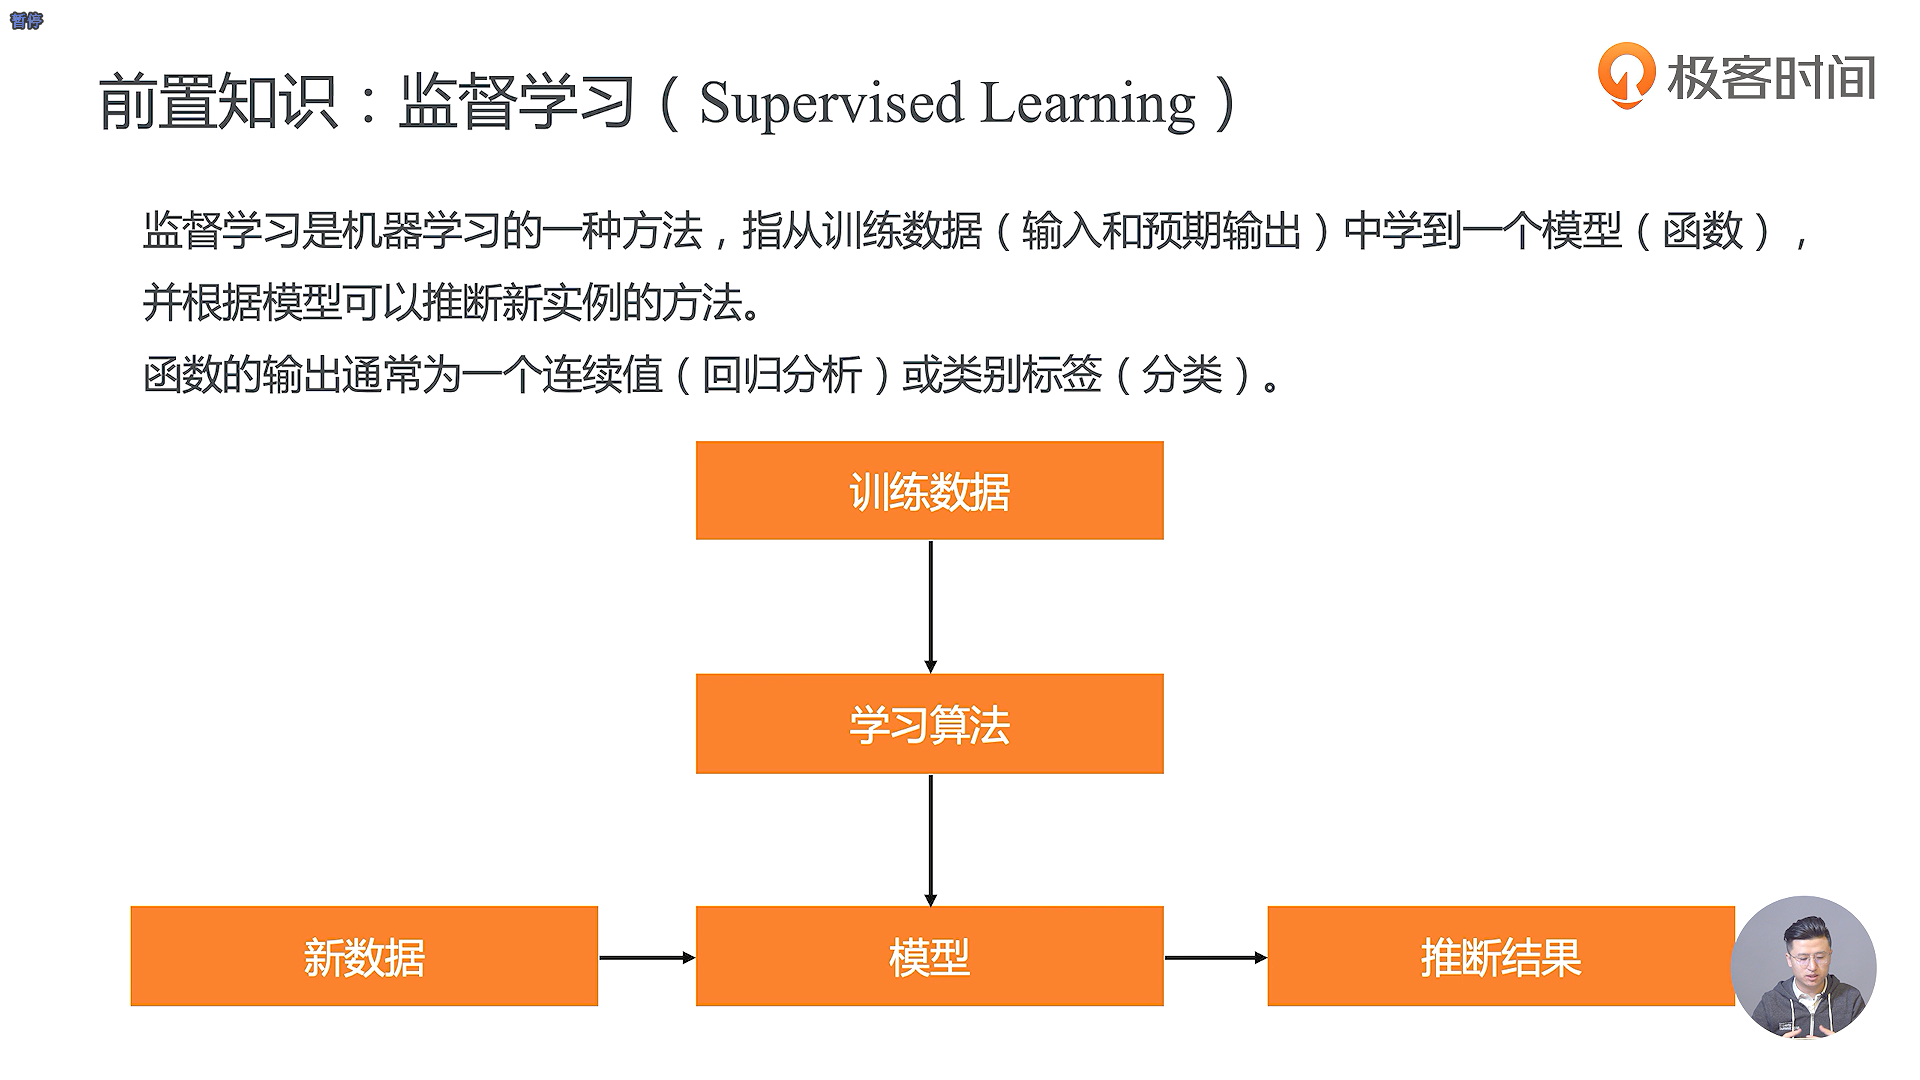 暂停
前置知识：监督学习（Supervised Learning）
极客时间
监督学习是机器学习的一种方法，指从训练数据（输入和预期输出）中学到一个模型（函数），
并根据模型可以推断新实例的方法。
函数的输出通常为一个连续值（回归分析）或类别标签（分类）。
训练数据
学习算法
新数据
模型
推断结果